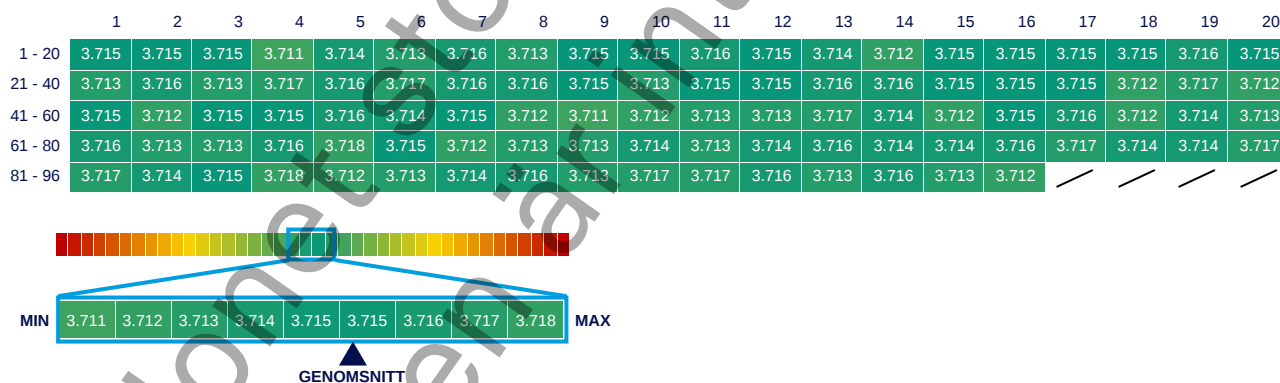 1 2 3 4 5 6 7 8 9 10 11 12 13 14 15 16 17 18 19 20
1 - 20 3.715 3.715 3.715 3.711 3.714 3.713 3.716 3.713 3.715 3.715 3.716 3.715 3.714 3.712 3.715 3.715 3.715 3.715 3.716 3.715
21 - 40 3.713 3.716 3.713 3.717 3.716 3.717 3.716 3.716 3.715 3.713 3.715 3.715 3.716 3.716 3.715 3.715 3.715 3.712 3.717 3.712
41 - 60 3.715 3.712 3.715 3.715 3.716 3.714 3.715 3.712 3.711 3.712 3.713 3.713 3.717 3.714 3.712 3.715 3.716 3.712 3.714 3.713
61 - 80 3.716 3.713 3.713 3.716 3.718 3.715 3.712 3.713 3.713 3.714 3.713 3.714 3.716 3.714 3.714 3.716 3.717 3.714 3.714 3.717
81 - 96 3.717 3.714 3.715 3.718 3.712 3.713 3.714 3.716 3.713 3.717 3.717 3.716 3.713 3.716 3.713 3.712
MIN 3.711 3.712 3.713 3.714 3.715 3.715 3.716 3.717 3.718 MAX
GENOMSNITT